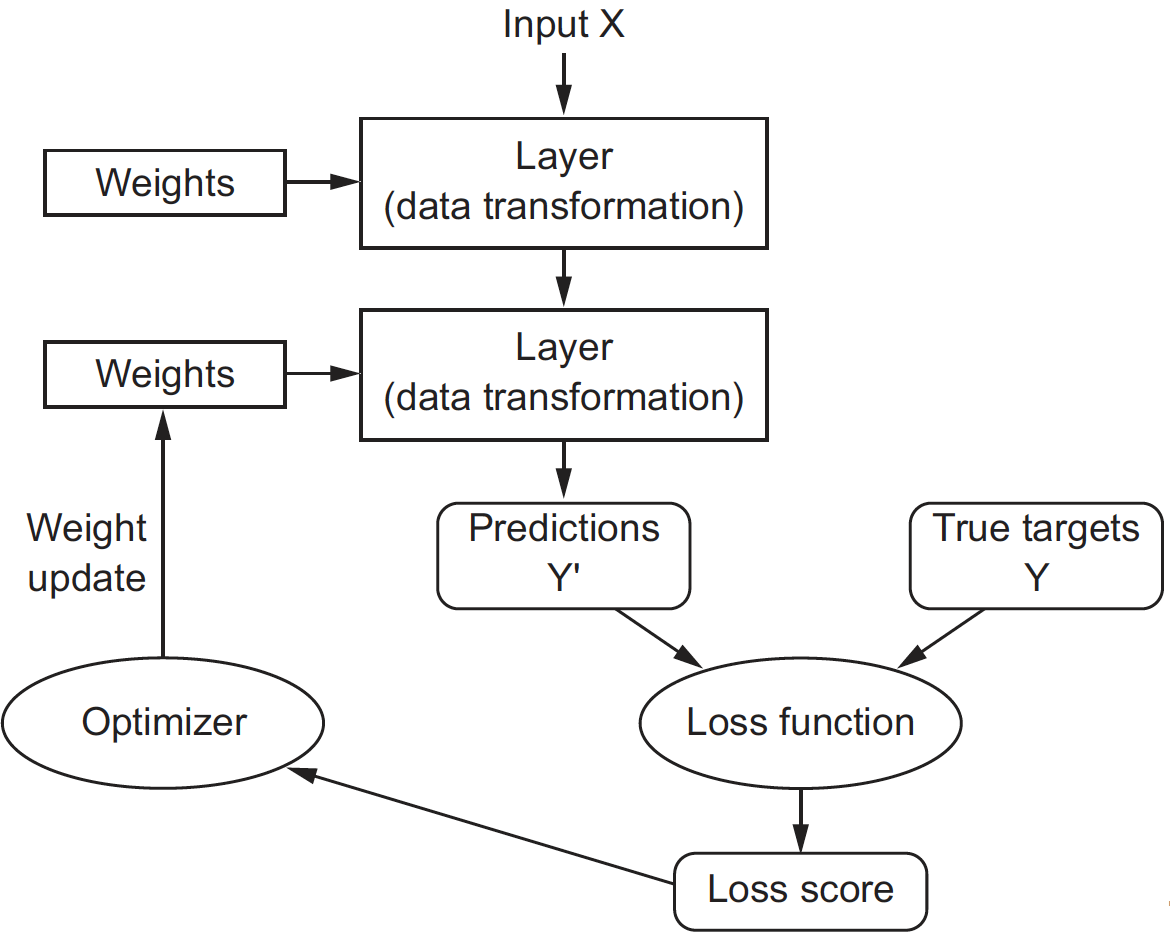 Input X
Weights
Layer
(data transformation)
Weights
Layer
(data transformation)
Weight
update
Predictions
Y'
True targets
Y
Optimizer
Loss function
Loss score